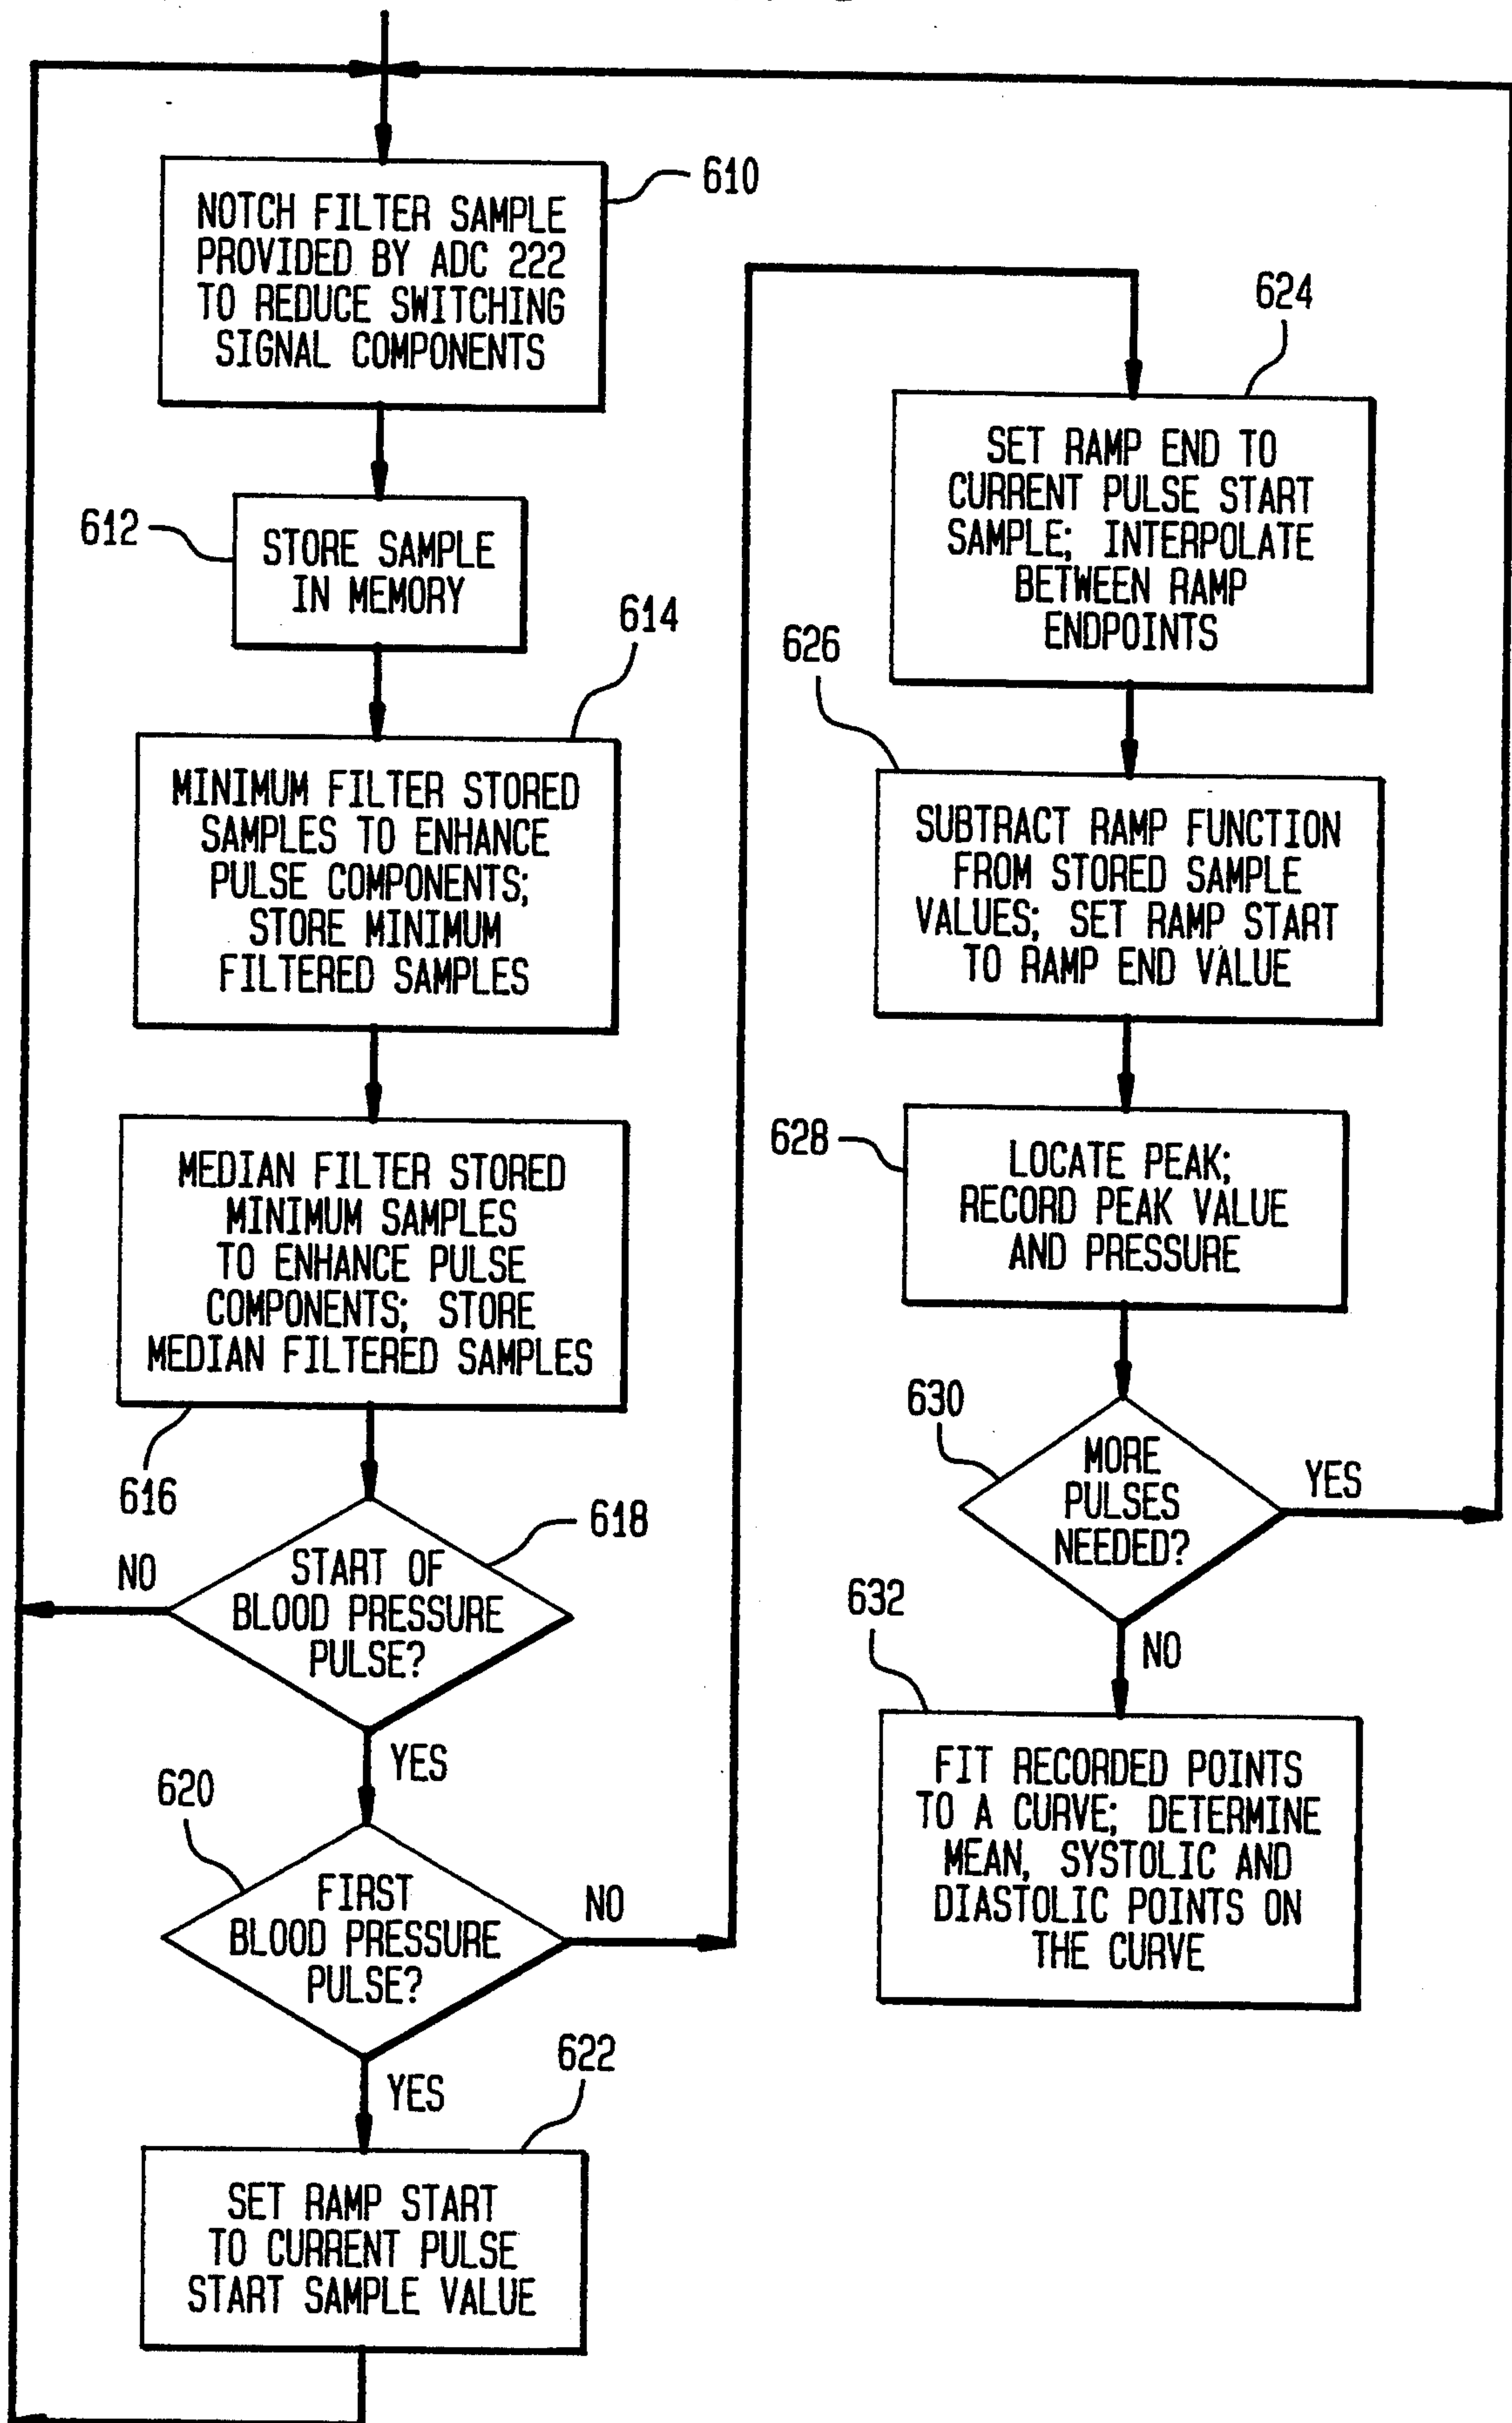 610
NOTCH FILTER SAMPLE
PROVIDED BY ADC 222
TO REDUCE SWITCHING
SIGNAL COMPONENTS
612
STORE SAMPLE
IN MEMORY
614
MINIMUM FILTER STORED
SAMPLES TO ENHANCE
PULSE COMPONENTS;
STORE MINIMUM
FILTERED SAMPLES
MEDIAN FILTER STORED
MINIMUM SAMPLES
TO ENHANCE PULSE
COMPONENTS; STORE
MEDIAN FILTERED SAMPLES
616
618
START OF
BLOOD PRESSURE
PULSE?
NO
YES
620
FIRST
BLOOD PRESSURE
PULSE?
NO
YES
622
SET RAMP START
TO CURRENT PULSE
START SAMPLE VALUE
624
SET RAMP END TO
CURRENT PULSE START
SAMPLE; INTERPOLATE
BETWEEN RAMP
ENDPOINTS
626
SUBTRACT RAMP FUNCTION
FROM STORED SAMPLE
VALUES; SET RAMP START
TO RAMP END VALUE
628
LOCATE PEAK;
RECORD PEAK VALUE
AND PRESSURE
630
MORE
PULSES
NEEDED?
YES
NO
632
FIT RECORDED POINTS
TO A CURVE; DETERMINE
MEAN, SYSTOLIC AND
DIASTOLIC POINTS ON
THE CURVE